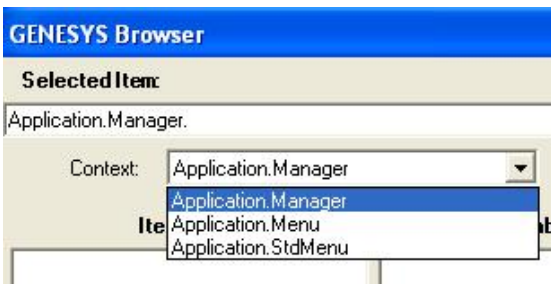 GENESYS Browser
Selected Item:
Application.Manager.
Context: Application.Manager
Application.Manager
Application.Menu
Application.StdMenu